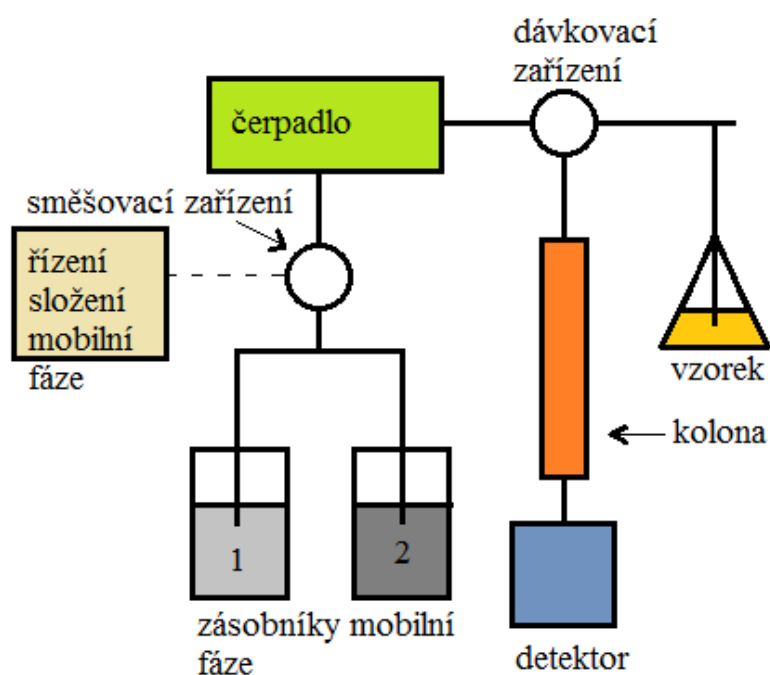 dávkovací
zařízení
čerpadlo
směšovací zařízení
řízení
složení
mobilní
fáze
vzorek
kolona
1
2
zásobníky mobilní
fáze
detektor